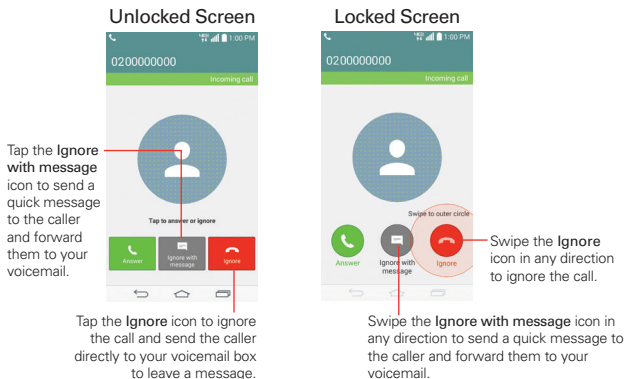 Unlocked Screen
Locked Screen
4G LTE 1:00 PM
0200000000
Incoming call
Tap to answer or ignore
Answer
Ignore with
message
Ignore
4G LTE 1:00 PM
0200000000
Incoming call
Swipe to outer circle
Answer
Ignore with
message
Ignore
Tap the Ignore
with message
icon to send a
quick message
to the caller
and forward
them to your
voicemail.
Swipe the Ignore
icon in any direction
to ignore the call.
Tap the Ignore icon to ignore
the call and send the caller
directly to your voicemail box
to leave a message.
Swipe the Ignore with message icon in
any direction to send a quick message to
the caller and forward them to your
voicemail.